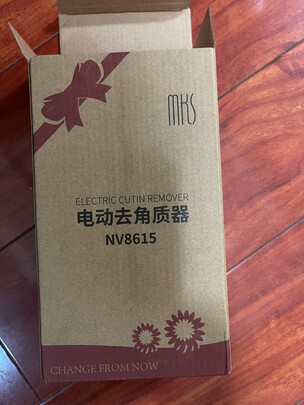 MKS
ELECTRIC CUTIN REMOVER
电动去角质器
NV8615
CHANGE FROM NOW